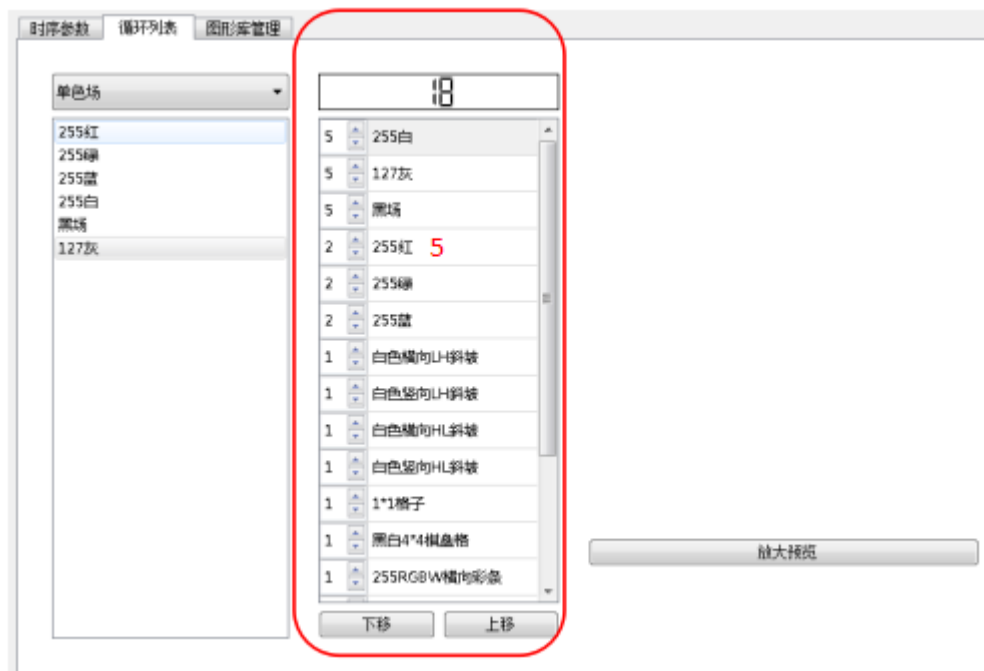 时序参数 循环列表 图形库管理
单色场
255红
255绿
255蓝
255白
黑场
127灰
18
5 255白
5 127灰
5 黑场
2 255红 5
2 255绿
2 255蓝
1 白色横向LH斜坡
1 白色竖向LH斜坡
1 白色横向HL斜坡
1 白色竖向HL斜坡
1 1*1格子
1 黑白4*4棋盘格
1 255RGBW横向彩条
下移 上移
放大预览